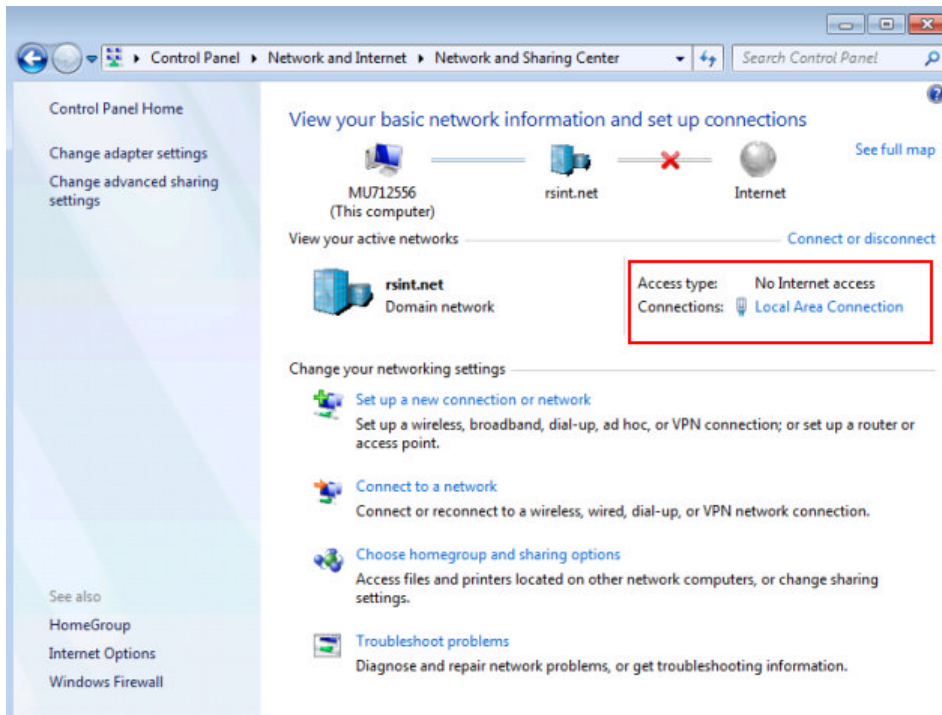 Control Panel Network and Internet Network and Sharing Center Search Control Panel
Control Panel Home
Change adapter settings
Change advanced sharing
settings
View your basic network information and set up connections
See full map
MU712556
(This computer)
rsint.net
Internet
View your active networks
Connect or disconnect
rsint.net
Domain network
Access type: No Internet access
Connections: Local Area Connection
Change your networking settings
Set up a new connection or network
Set up a wireless, broadband, dial-up, ad hoc, or VPN connection; or set up a router or
access point.
Connect to a network
Connect or reconnect to a wireless, wired, dial-up, or VPN network connection.
Choose homegroup and sharing options
Access files and printers located on other network computers, or change sharing
settings.
Troubleshoot problems
Diagnose and repair network problems, or get troubleshooting information.
See also
HomeGroup
Internet Options
Windows Firewall